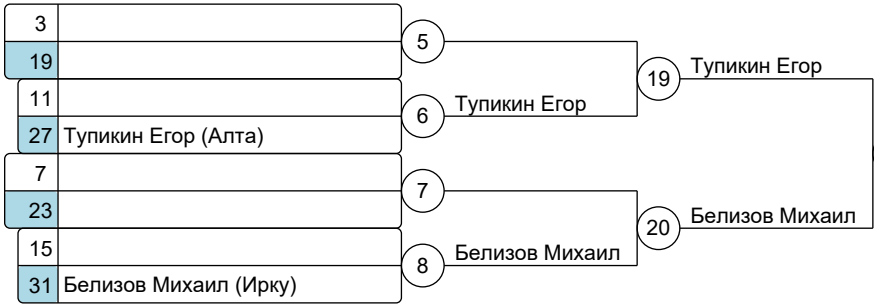 3
19
5
11
27 Тупикин Егор (Алта)
6 Тупикин Егор
19 Тупикин Егор
7
23
7
15
31 Белизов Михаил (Ирку)
8 Белизов Михаил
20 Белизов Михаил